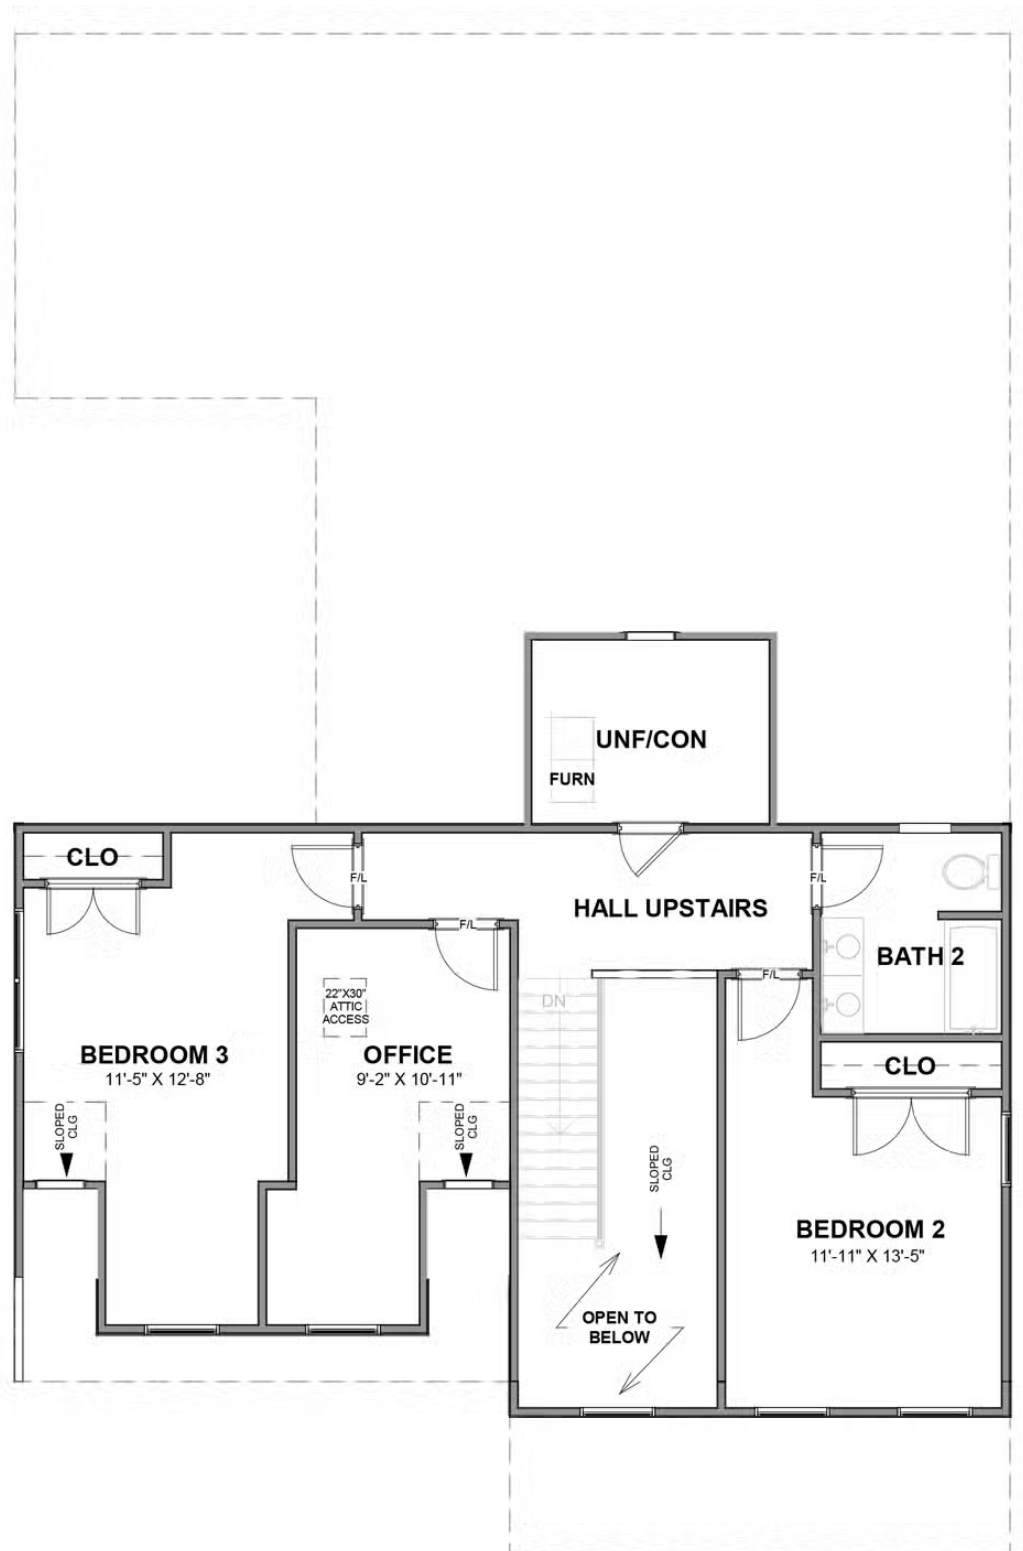 UNF/CON
FURN
CLO
F/L
F/L
HALL UPSTAIRS
F/L
F/L
BATH 2
22"X30"
ATTIC
ACCESS
DN
BEDROOM 3
11'-5" X 12'-8"
OFFICE
9'-2" X 10'-11"
CLO
SLOPED
CLG
SLOPED
CLG
SLOPED
CLG
BEDROOM 2
11'-11" X 13'-5"
OPEN TO
BELOW